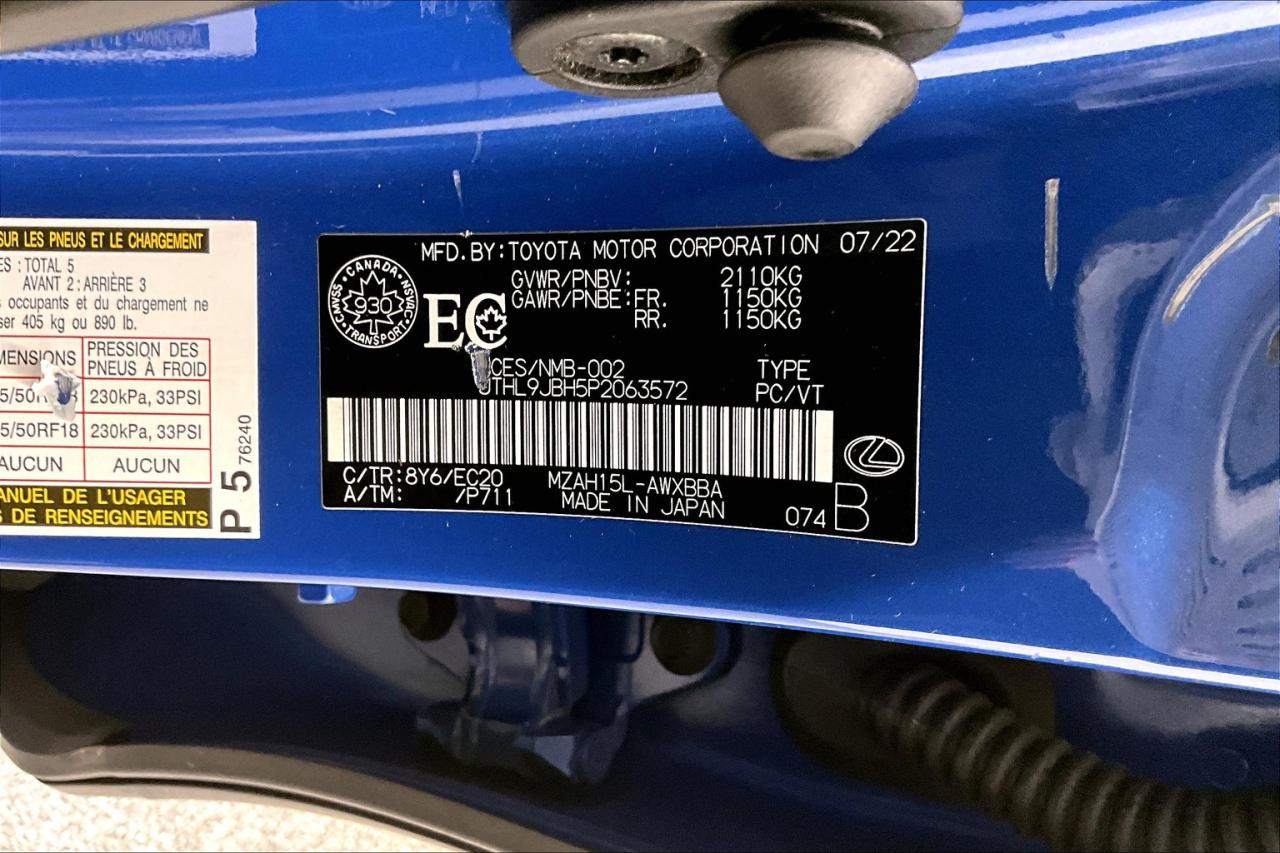 SUR LES PNEUS ET LE CHARGEMENT
ES : TOTAL 5
AVANT 2 : ARRIÈRE 3
occupants et du chargement ne
ser 405 kg ou 890 lb.
MENSIONS
PRESSION DES
PNEUS À FROID
230kPa, 33PSI
5/50RF18
230kPa, 33PSI
AUCUN
AUCUN
ANUEL DE L'USAGER
S DE RENSEIGNEMENTS
P 5 76240
MFD. BY: TOYOTA MOTOR CORPORATION 07/22
GVWR/PNBV: 2110KG
GAWR/PNBE: FR. 1150KG
RR. 1150KG
CANADA
NSVAC
TRANSPORT
CMVSS
930
EC
CES/NMB-002
TYPE
JTHL9JBH5P2063572
PC/VT
C/TR: 8Y6/EC20
MZAH15L-AWXBBA
A/TM: /P711
MADE IN JAPAN
074 B